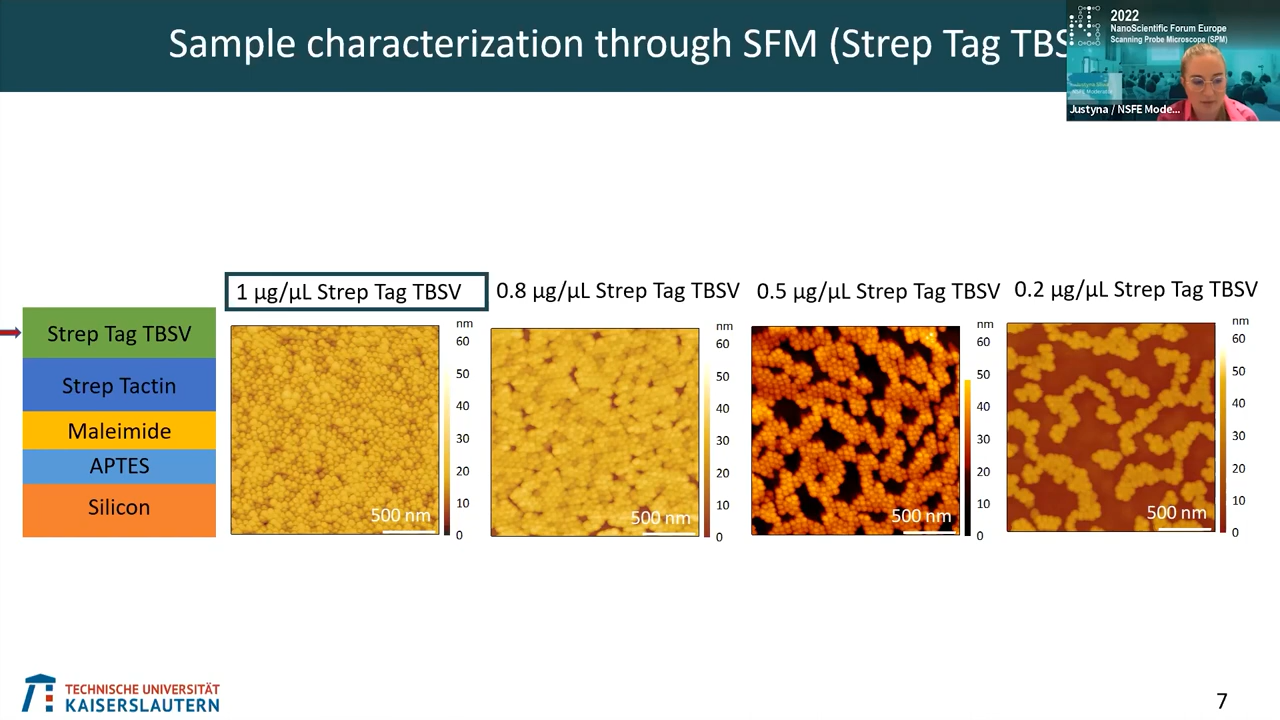 Sample characterization through SFM (Strep Tag TBS
2022
NanoScientific Forum Europe
Scanning Probe Microscope (SPM)
Justyna / NSFE Mode...
1 µg/µL Strep Tag TBSV
0.8 µg/µL Strep Tag TBSV
0.5 µg/µL Strep Tag TBSV
0.2 µg/µL Strep Tag TBSV
Strep Tag TBSV
Strep Tactin
Maleimide
APTES
Silicon
nm
60
50
40
30
20
10
0
500 nm
nm
60
50
40
30
20
10
0
500 nm
nm
60
50
40
30
20
10
0
500 nm
nm
60
50
40
30
20
10
0
500 nm
TECHNISCHE UNIVERSITÄT
KAISERSLAUTERN
7